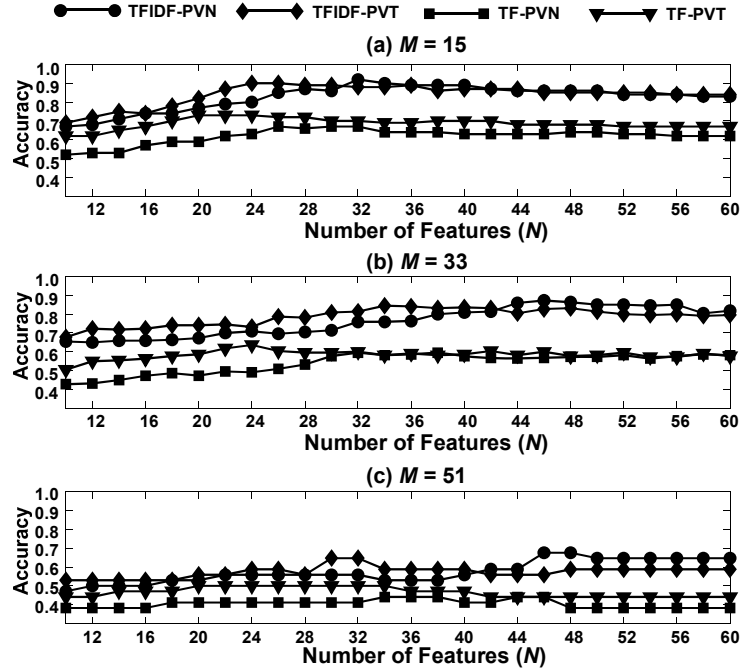 TFIDF-PVN TFIDF-PVT TF-PVN TF-PVT
(a) M = 15
1.0
0.9
0.8
0.7
0.6
0.5
0.4
Accuracy
12 16 20 24 28 32 36 40 44 48 52 56 60
Number of Features (N)
(b) M = 33
1.0
0.9
0.8
0.7
0.6
0.5
0.4
Accuracy
12 16 20 24 28 32 36 40 44 48 52 56 60
Number of Features (N)
(c) M = 51
1.0
0.9
0.8
0.7
0.6
0.5
0.4
Accuracy
12 16 20 24 28 32 36 40 44 48 52 56 60
Number of Features (N)